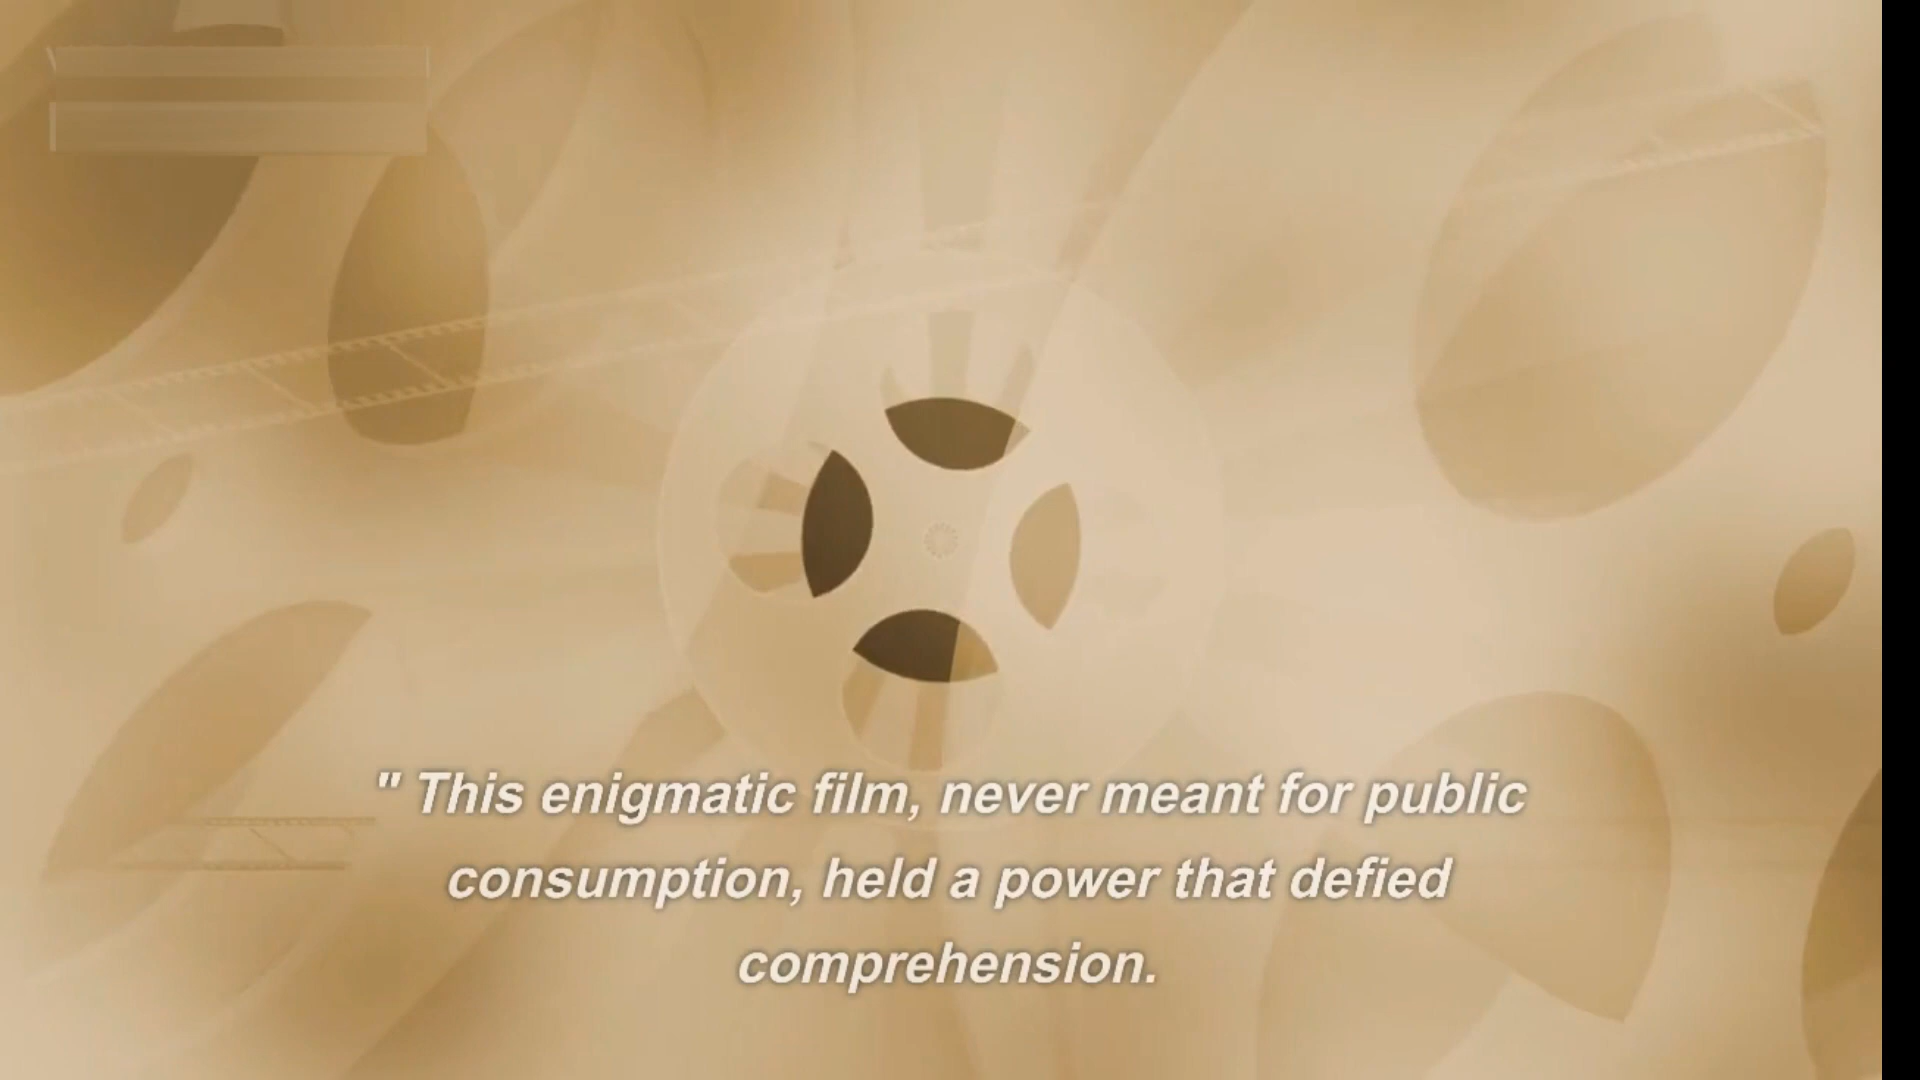 " This enigmatic film, never meant for public
consumption, held a power that defied
comprehension.